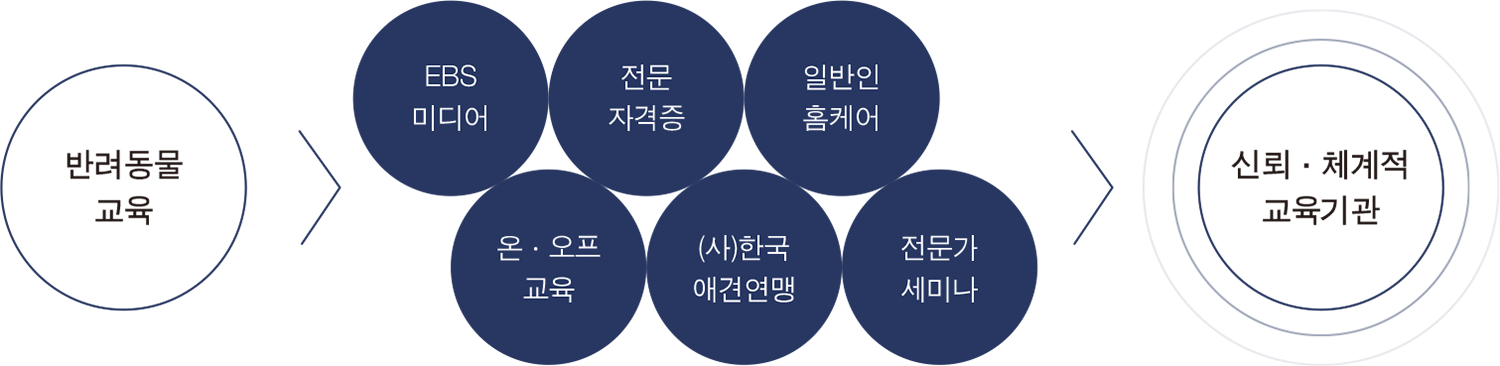 반려동물
교육
EBS
미디어
전문
자격증
일반인
홈케어
온 · 오프
교육
(사)한국
애견연맹
전문가
세미나
신뢰 · 체계적
교육기관